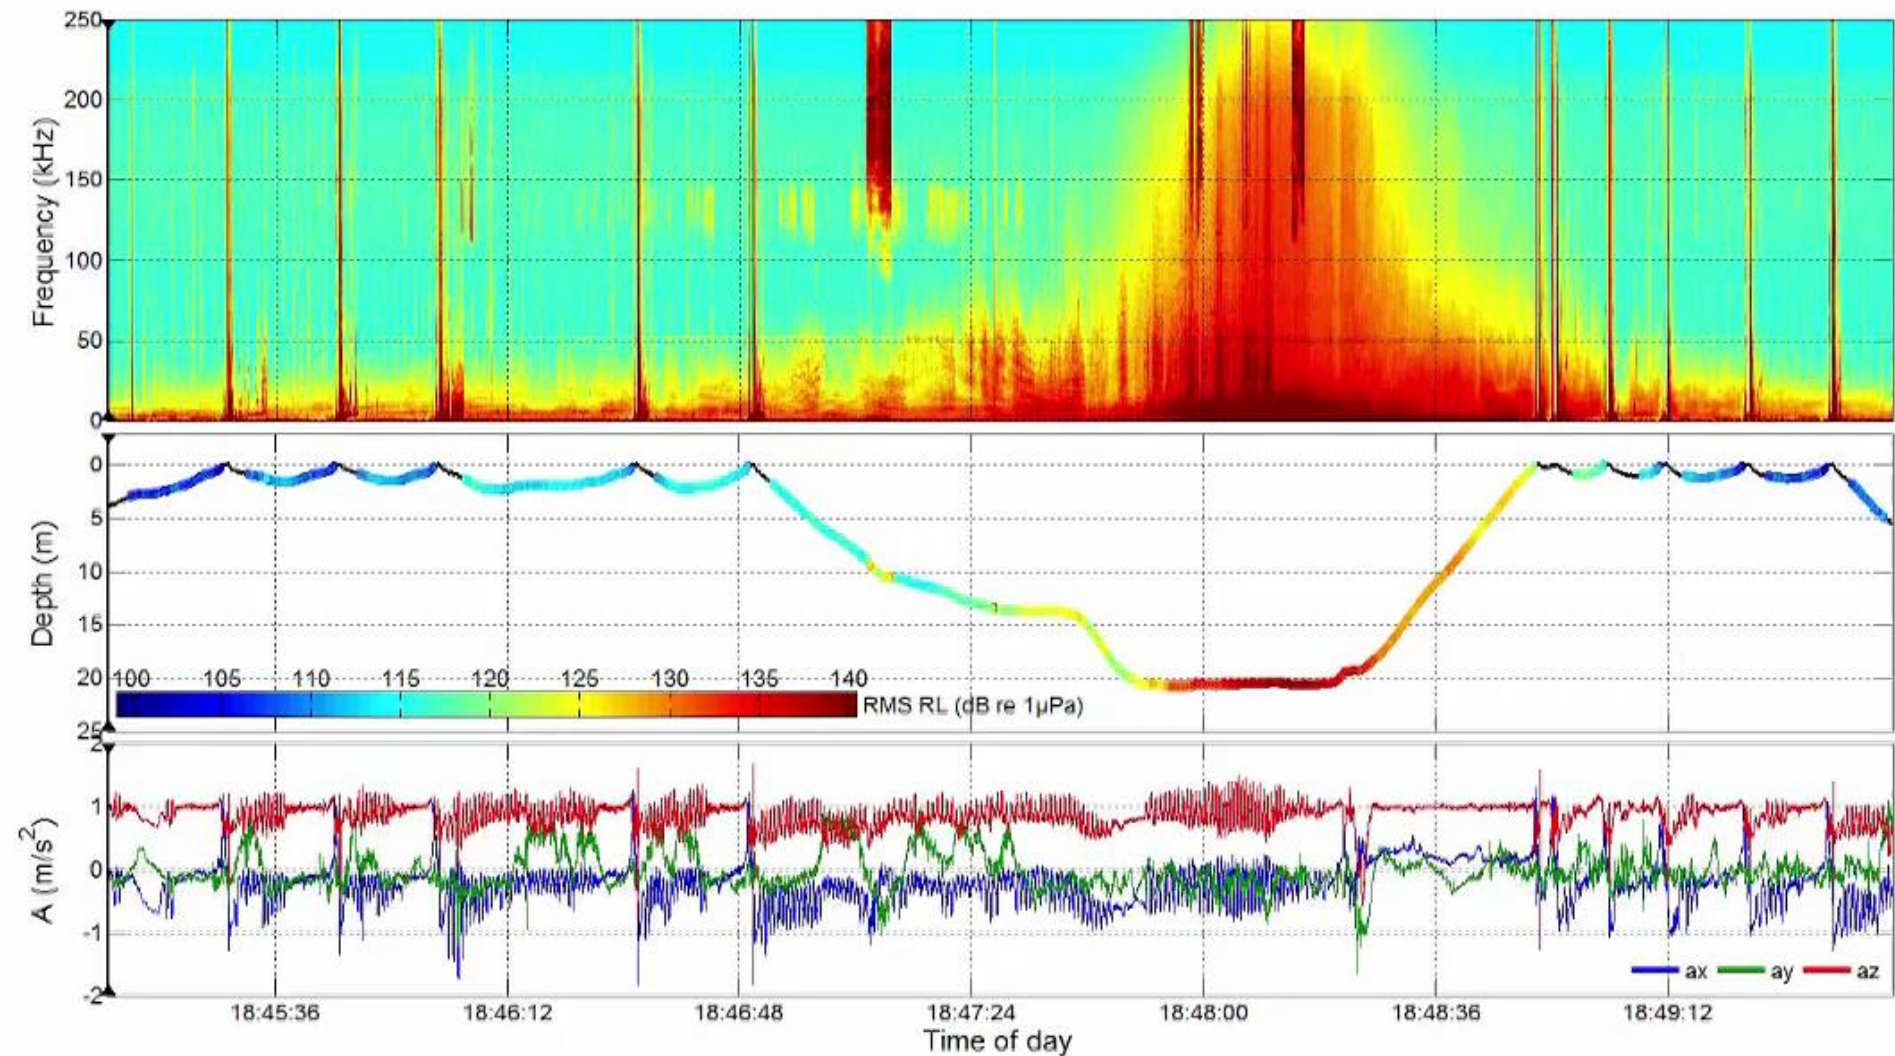 250
200
150
100
50
0
Frequency (kHz)
0
5
10
15
20
25
Depth (m)
100 105 110 115 120 125 130 135 140
RMS RL (dB re 1µPa)
2
1
0
-1
-2
A (m/s²)
ax ay az
18:45:36 18:46:12 18:46:48 18:47:24 18:48:00 18:48:36 18:49:12
Time of day